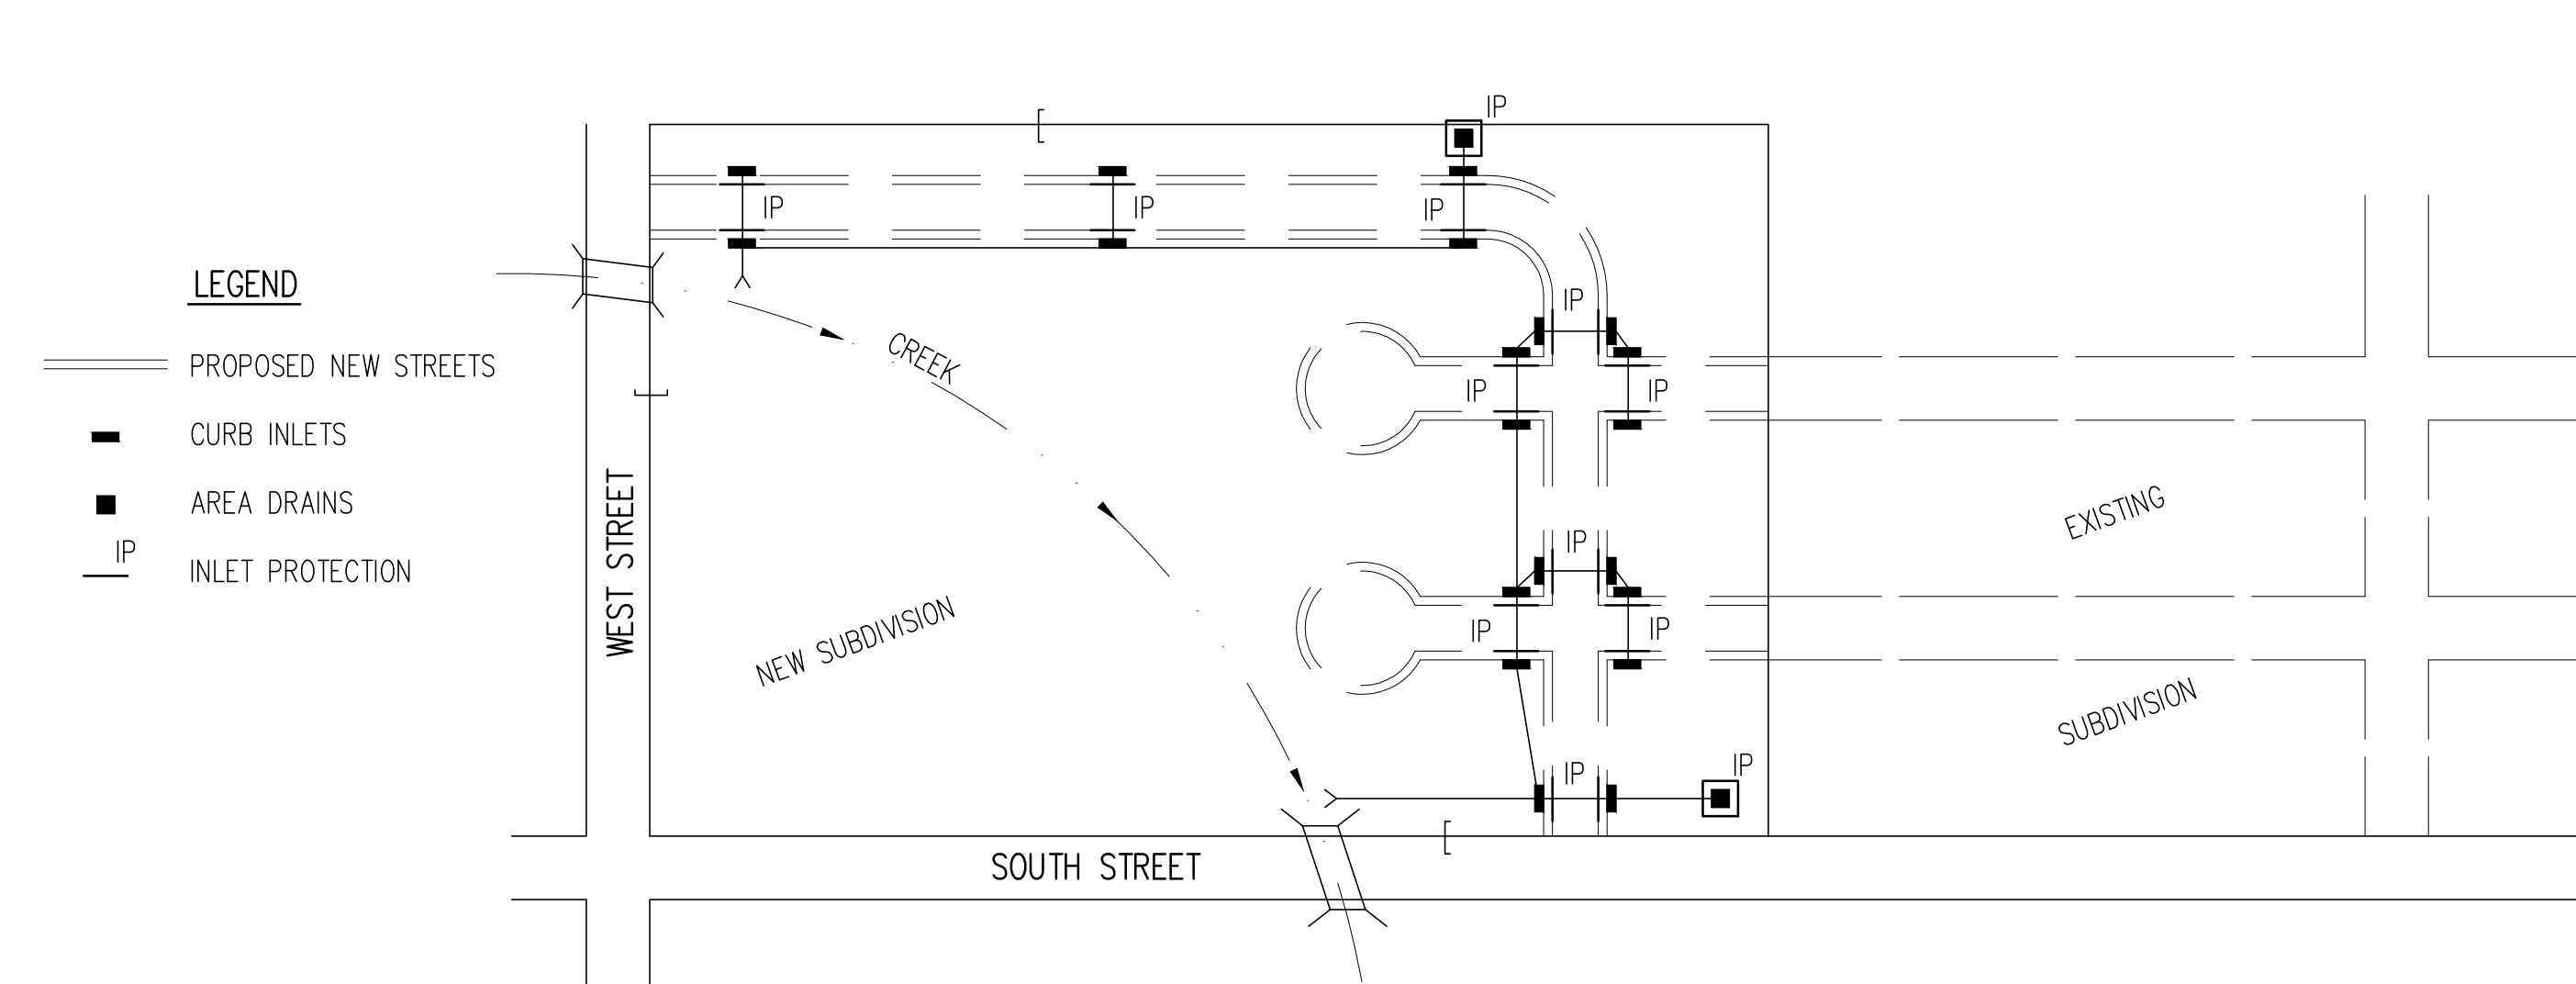 IP
IP
IP
IP
LEGEND
PROPOSED NEW STREETS
CURB INLETS
AREA DRAINS
IP
INLET PROTECTION
WEST STREET
CREEK
NEW SUBDIVISION
IP
IP
IP
IP
IP
IP
IP
IP
SOUTH STREET
EXISTING
SUBDIVISION